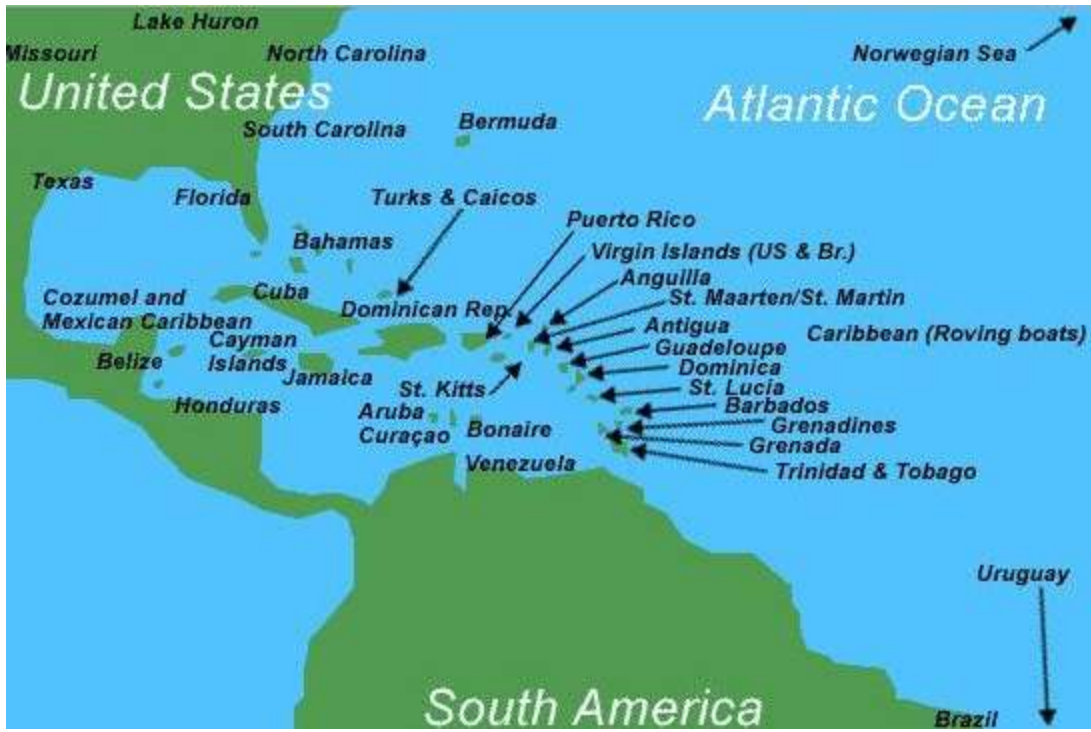 Lake Huron
Missouri
North Carolina
Norwegian Sea
United States
Atlantic Ocean
South Carolina
Bermuda
Texas
Florida
Turks & Caicos
Puerto Rico
Bahamas
Virgin Islands (US & Br.)
Anguilla
Cuba
St. Maarten/St. Martin
Cozumel and
Mexican Caribbean
Dominican Rep.
Antigua
Caribbean (Roving boats)
Cayman
Islands
Guadeloupe
Belize
Jamaica
Dominica
St. Kitts
St. Lucia
Honduras
Barbados
Aruba
Curaçao
Bonaire
Grenadines
Grenada
Venezuela
Trinidad & Tobago
Uruguay
South America
Brazil